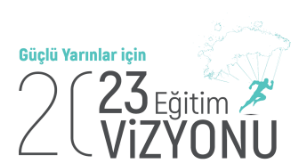 Güçlü Yarınlar için
2023 Eğitim
VİZYONU